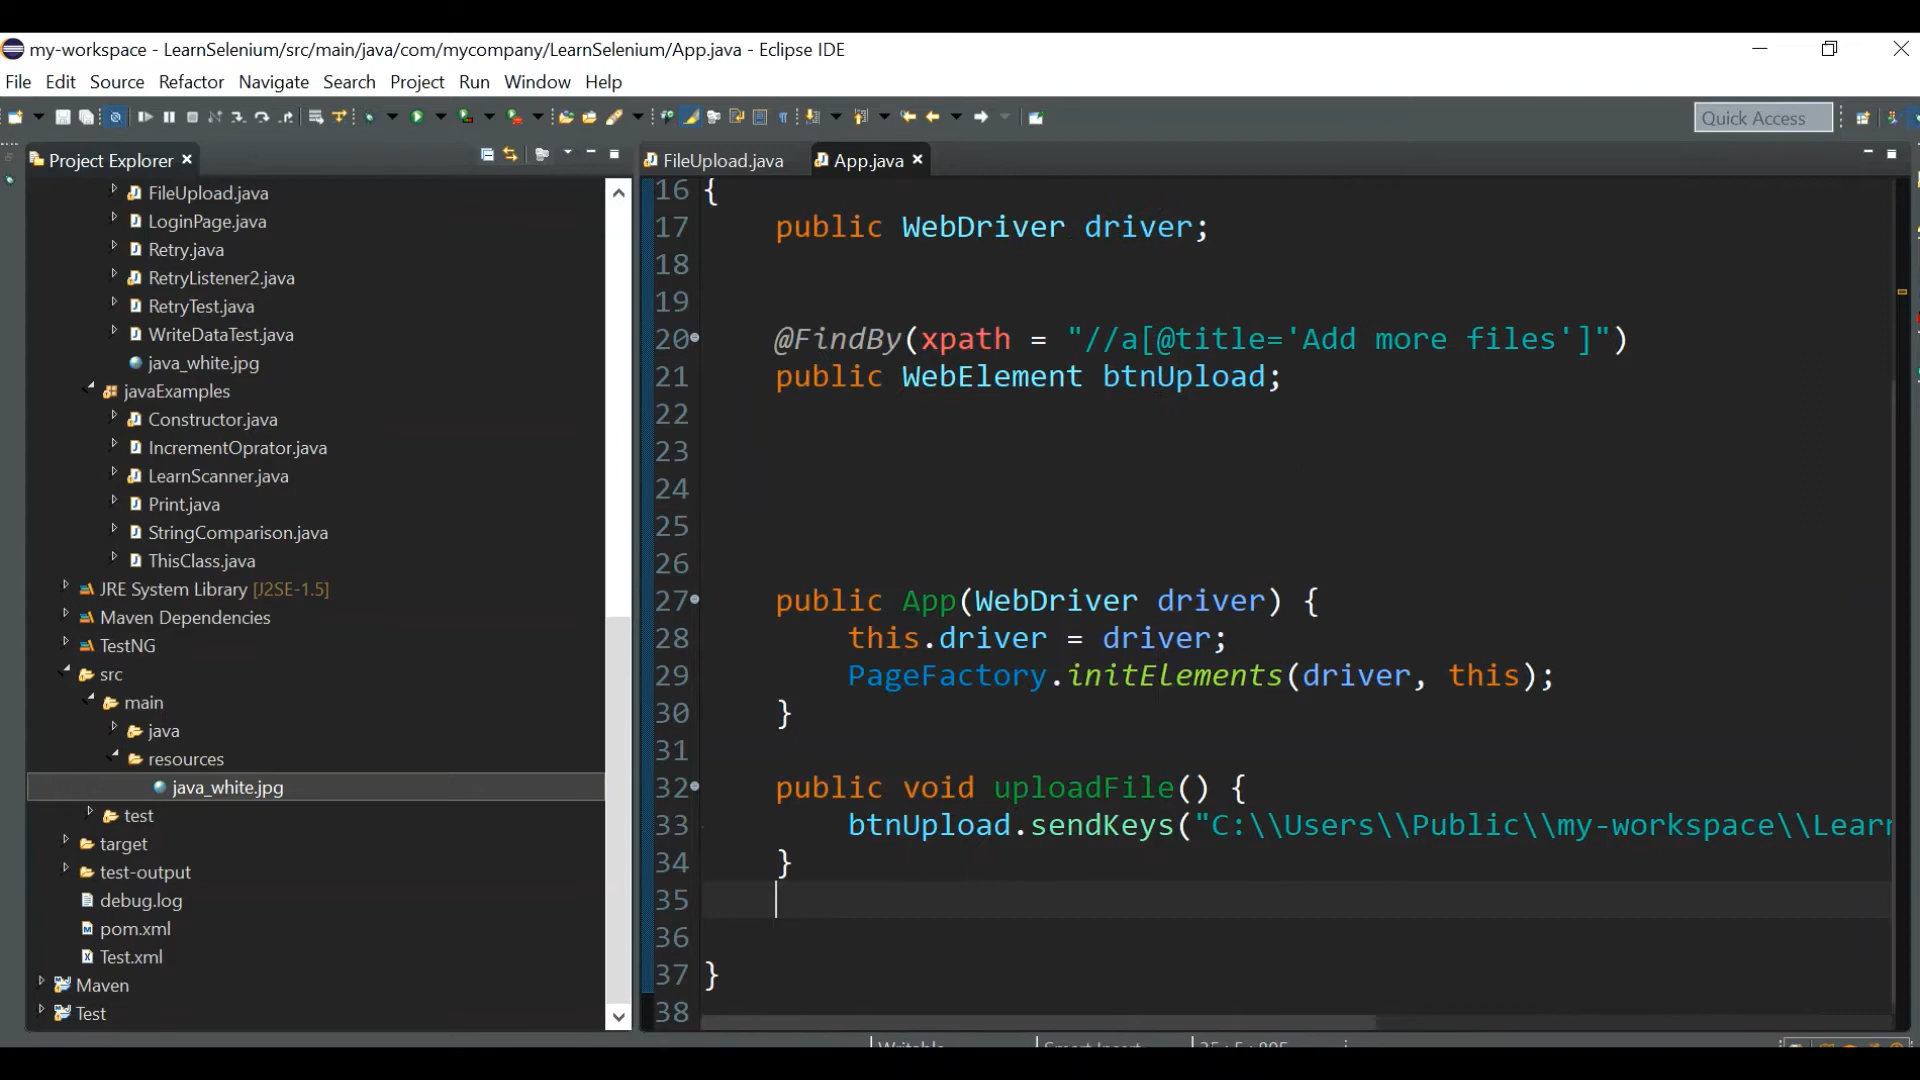 my-workspace - LearnSelenium/src/main/java/com/mycompany/LearnSelenium/App.java - Eclipse IDE
File Edit Source Refactor Navigate Search Project Run Window Help
Quick Access
Project Explorer
FileUpload.java
LoginPage.java
Retry.java
RetryListener2.java
RetryTest.java
WriteDataTest.java
java_white.jpg
javaExamples
Constructor.java
IncrementOprator.java
LearnScanner.java
Print.java
StringComparison.java
ThisClass.java
JRE System Library [J2SE-1.5]
Maven Dependencies
TestNG
src
main
java
resources
java_white.jpg
test
target
test-output
debug.log
pom.xml
Test.xml
Maven
Test
FileUpload.java App.java
16 {
17 public WebDriver driver;
18
19
20 @FindBy(xpath = "//a[@title='Add more files']")
21 public WebElement btnUpload;
22
23
24
25
26
27 public App(WebDriver driver) {
28 this.driver = driver;
29 PageFactory.initElements(driver, this);
30 }
31
32 public void uploadFile() {
33 btnUpload.sendKeys("C:\\Users\\Public\\my-workspace\\Learn
34 }
35
36
37 }
38